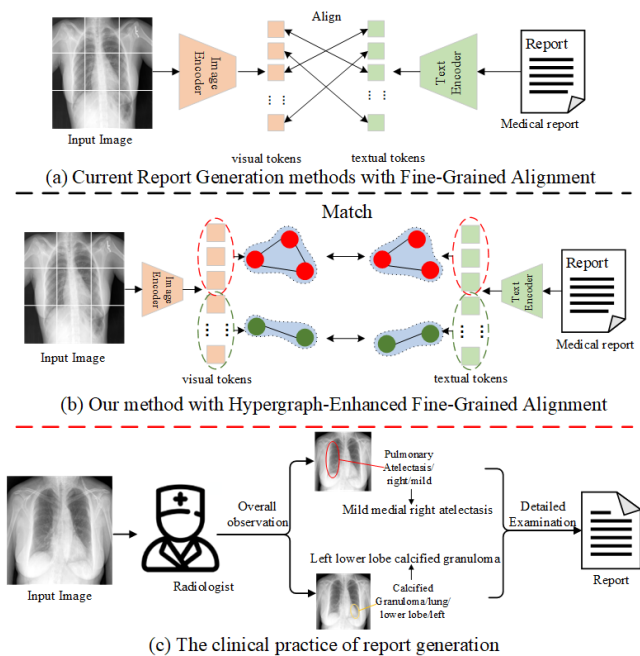 Align
Image
Encoder
Text
Encoder
Report
Input Image
Medical report
visual tokens
textual tokens
(a) Current Report Generation methods with Fine-Grained Alignment
Match
Image
Encoder
Text
Encoder
Report
Input Image
Medical report
visual tokens
textual tokens
(b) Our method with Hypergraph-Enhanced Fine-Grained Alignment
Pulmonary
Atelectasis/
right/mild
Overall
observation
Mild medial right atelectasis
Detailed
Examination
Left lower lobe calcified granuloma
Radiologist
Calcified
Granuloma/lung/
lower lobe/left
Input Image
Report
(c) The clinical practice of report generation